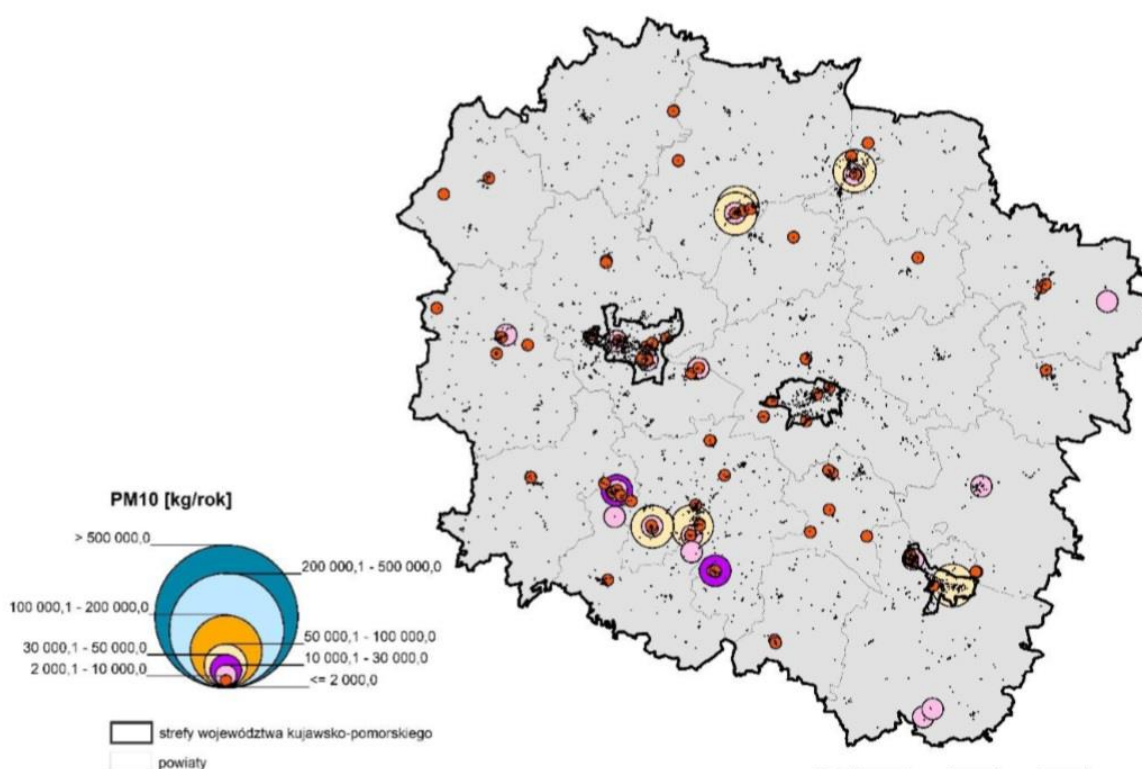 PM10 [kg/rok]
> 500 000,0
200 000,1 - 500 000,0
100 000,1 - 200 000,0
50 000,1 - 100 000,0
30 000,1 - 50 000,0
10 000,1 - 30 000,0
2 000,1 - 10 000,0
<= 2 000,0
strefy województwa kujawsko-pomorskiego
powiaty